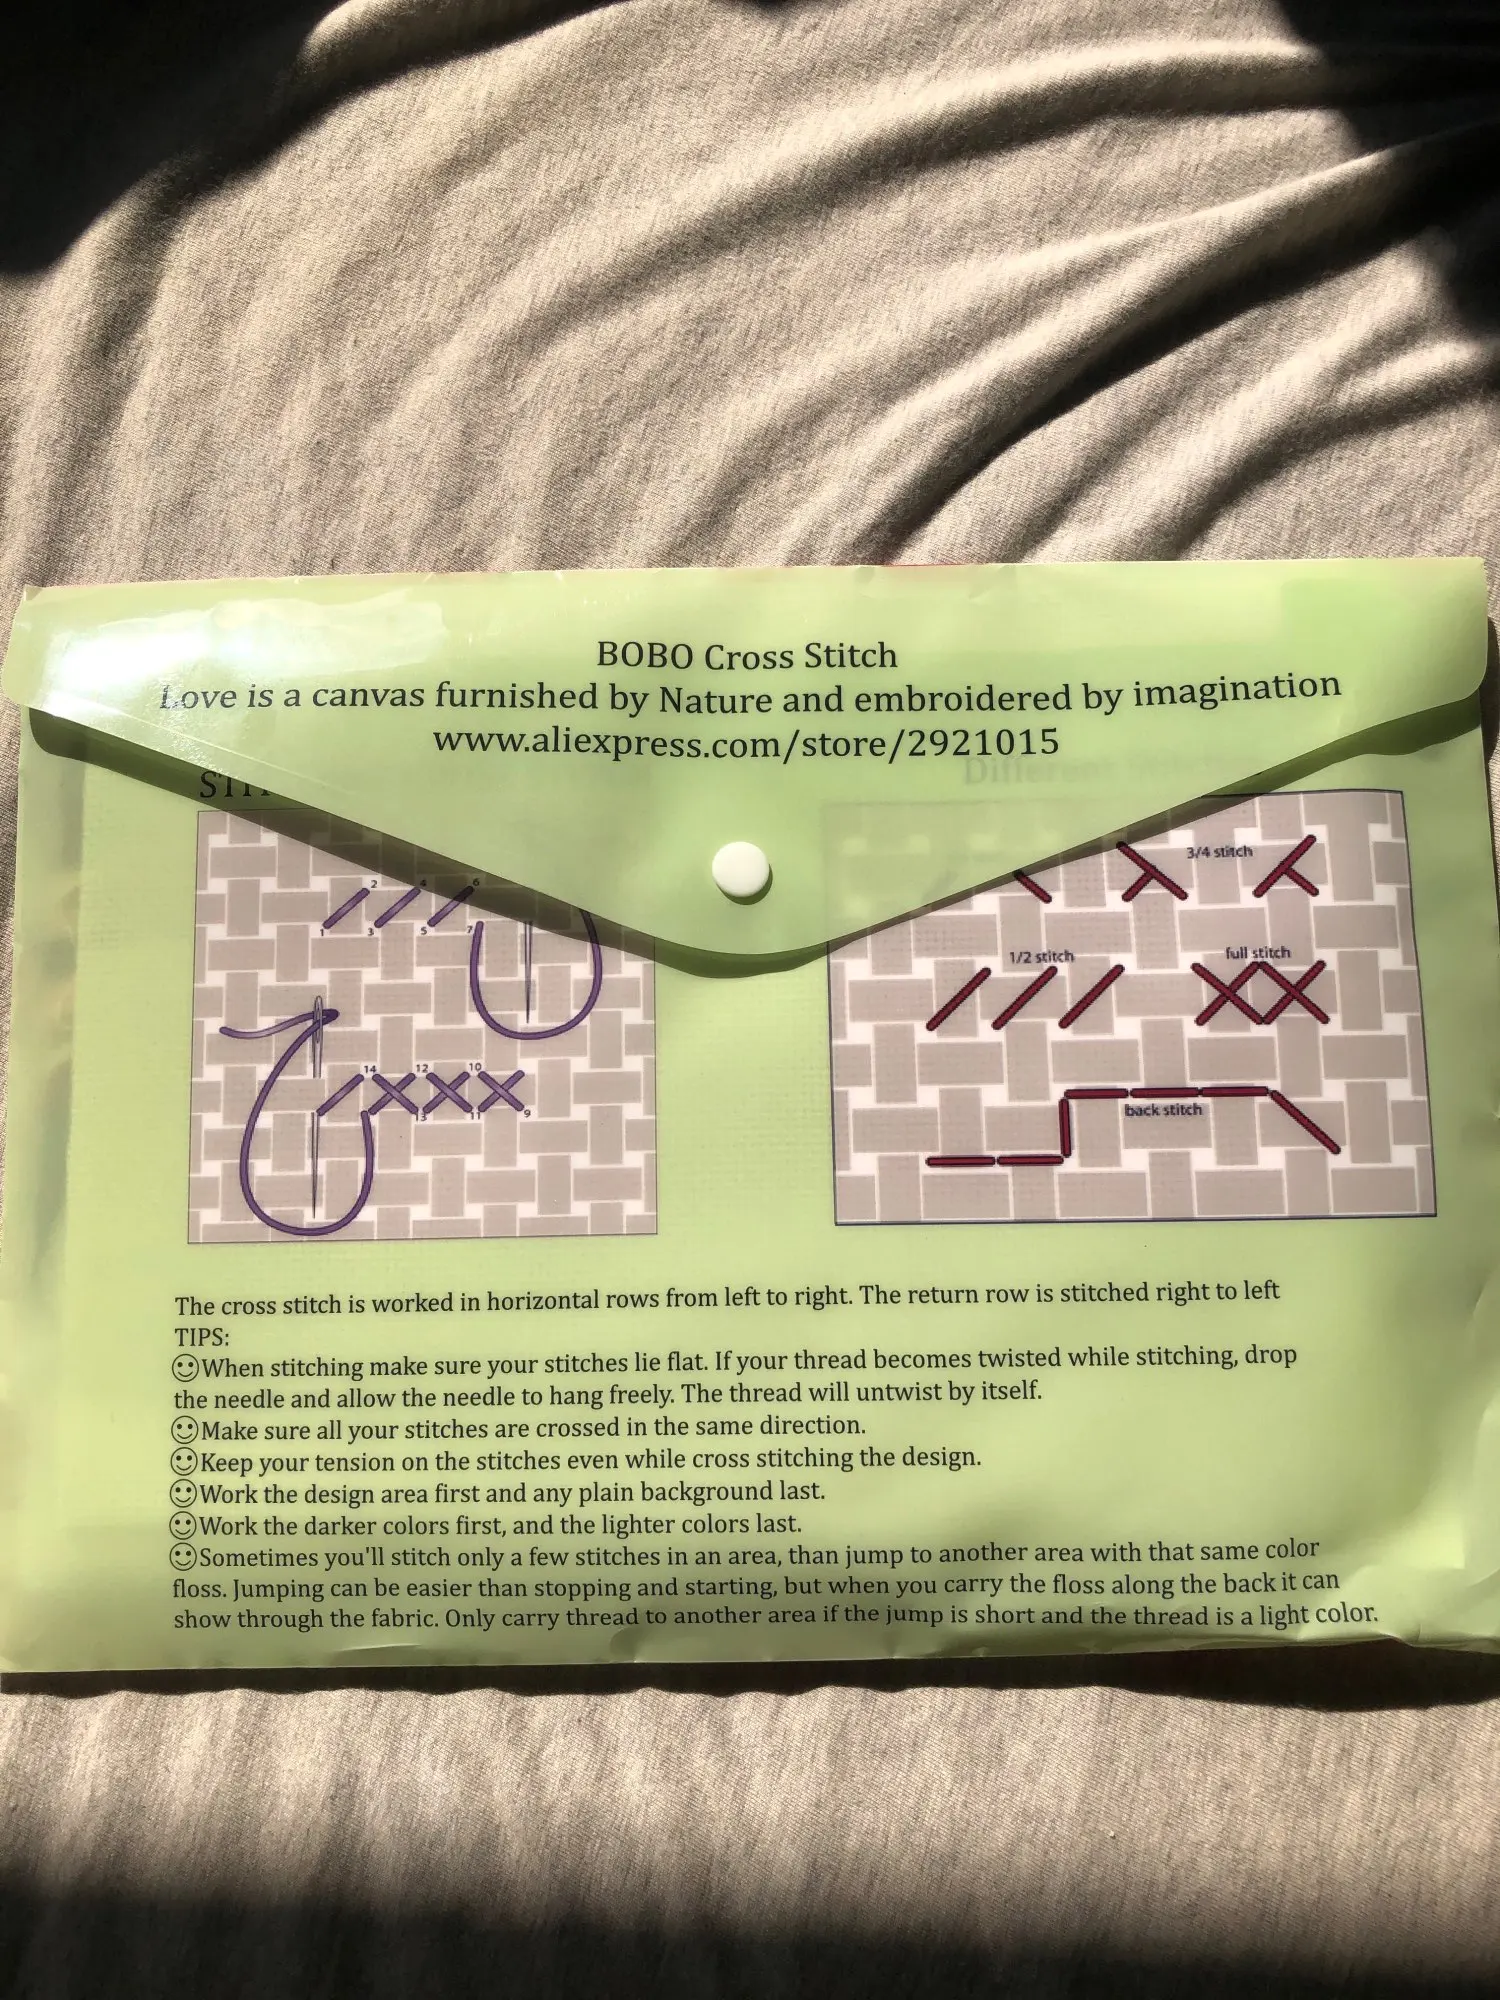 BOBO Cross Stitch
Love is a canvas furnished by Nature and embroidered by imagination
www.aliexpress.com/store/2921015
Different
2
4
6
1
3
5
7
14
12
10
13
11
9
3/4 stitch
1/2 stitch
full stitch
back stitch
The cross stitch is worked in horizontal rows from left to right. The return row is stitched right to left
TIPS:
☺When stitching make sure your stitches lie flat. If your thread becomes twisted while stitching, drop
the needle and allow the needle to hang freely. The thread will untwist by itself.
☺Make sure all your stitches are crossed in the same direction.
☺Keep your tension on the stitches even while cross stitching the design.
☺Work the design area first and any plain background last.
☺Work the darker colors first, and the lighter colors last.
☺Sometimes you'll stitch only a few stitches in an area, than jump to another area with that same color
floss. Jumping can be easier than stopping and starting, but when you carry the floss along the back it can
show through the fabric. Only carry thread to another area if the jump is short and the thread is a light color.